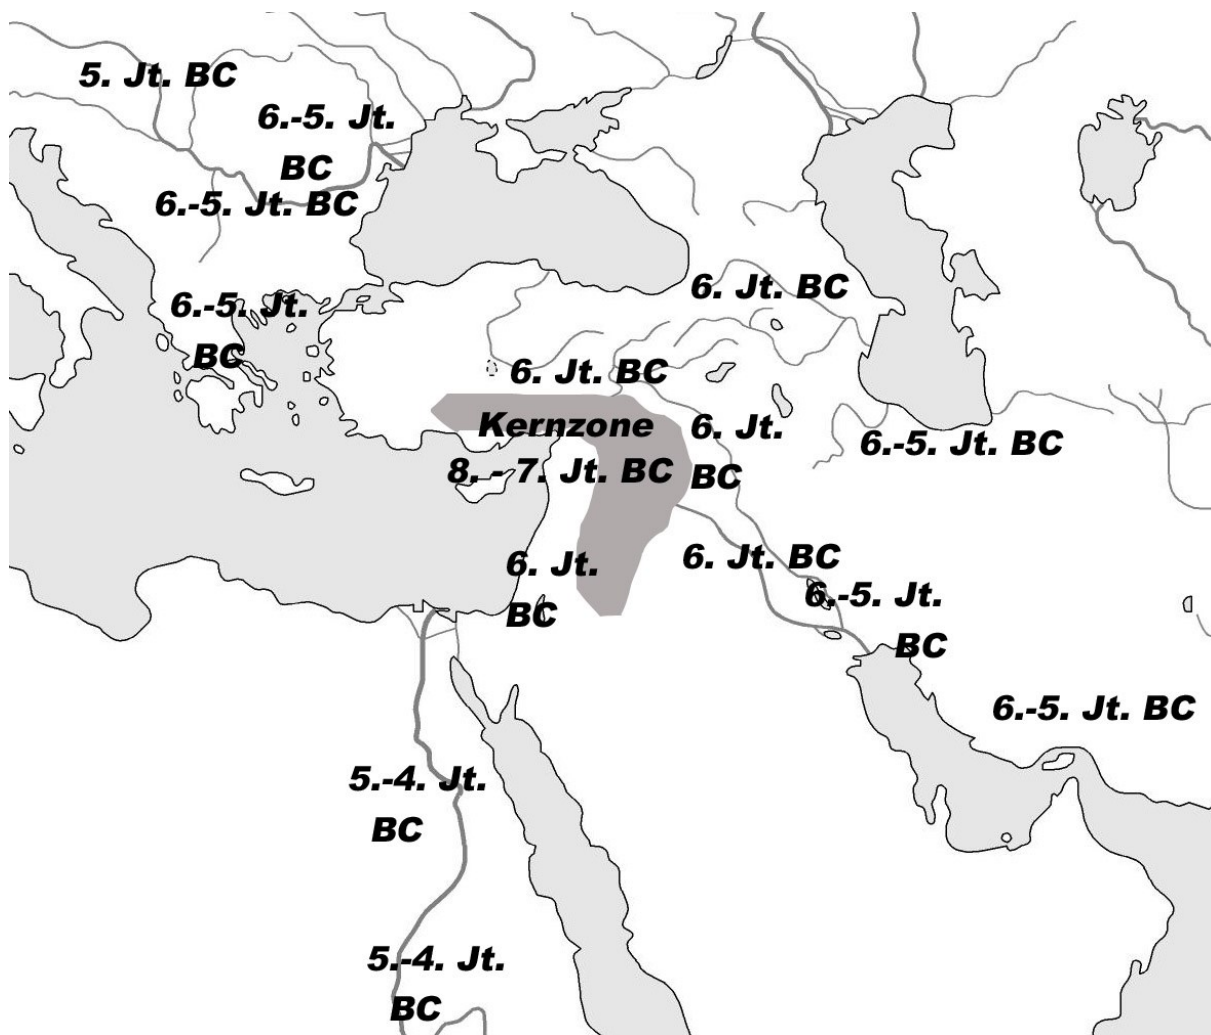 5. Jt. BC
6.-5. Jt.
BC
6.-5. Jt. BC
6.-5. Jt.
BC
6. Jt. BC
6. Jt. BC
Kernzone
8. - 7. Jt. BC
6. Jt.
BC
6.-5. Jt. BC
6. Jt.
BC
6. Jt. BC
6.-5. Jt.
BC
6.-5. Jt. BC
5.-4. Jt.
BC
5.-4. Jt.
BC